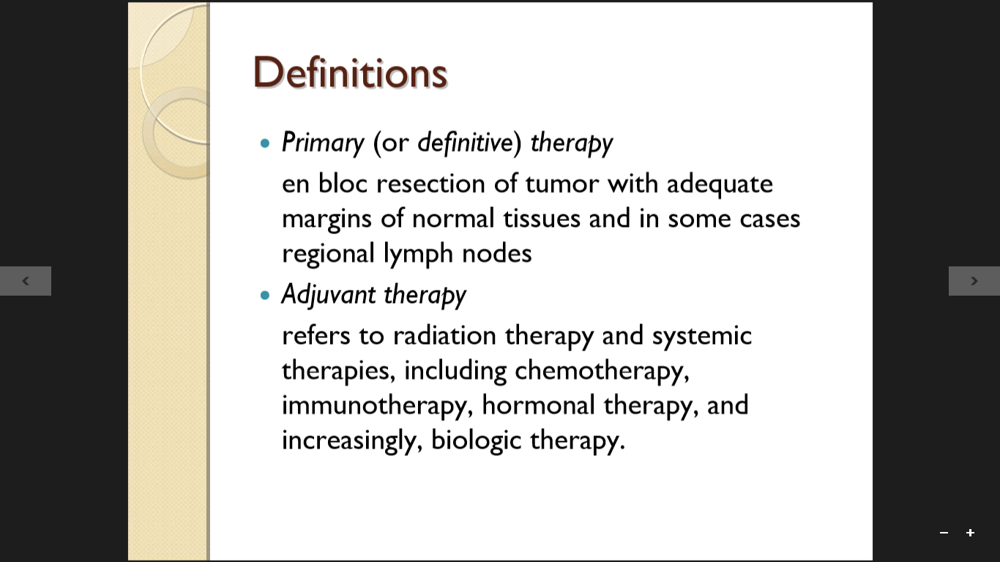 Definitions
• Primary (or definitive) therapy
en bloc resection of tumor with adequate
margins of normal tissues and in some cases
regional lymph nodes
• Adjuvant therapy
refers to radiation therapy and systemic
therapies, including chemotherapy,
immunotherapy, hormonal therapy, and
increasingly, biologic therapy.